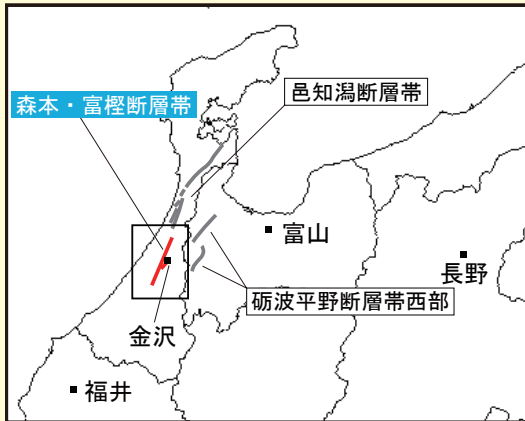 邑知潟断層帯
森本・富樫断層帯
富山
長野
砺波平野断層帯西部
金沢
福井